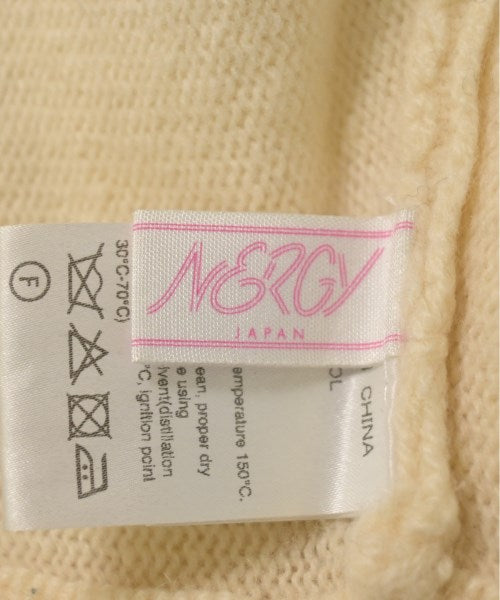 NERGY
JAPAN
CHINA
OL
emperature 150°C.
ean, proper dry
e using
lvent(distillation
°C, ignition point
30°C-70°C)
F